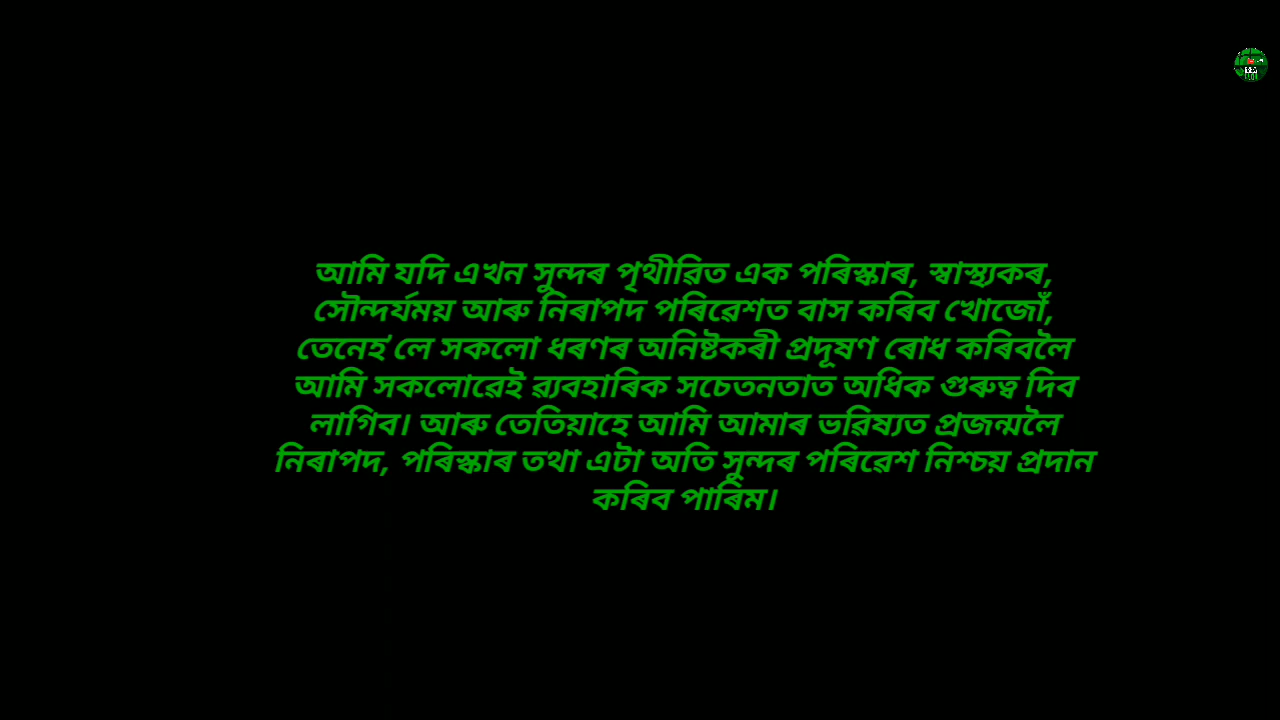 আমি যদি এখন সুন্দৰ পৃথীৱিত এক পৰিস্কাৰ, স্বাস্থ্যকৰ,
সৌন্দৰ্যময় আৰু নিৰাপদ পৰিৱেশত বাস কৰিব খোজোঁ,
তেনেহ'লে সকলো ধৰণৰ অনিষ্টকৰী প্ৰদূষণ ৰোধ কৰিবলৈ
আমি সকলোৱেই ৱ্যবহাৰিক সচেতনতাত অধিক গুৰুত্ব দিব
লাগিব। আৰু তেতিয়াহে আমি আমাৰ ভৱিষ্যত প্ৰজন্মলৈ
নিৰাপদ, পৰিস্কাৰ তথা এটা অতি সুন্দৰ পৰিৱেশ নিশ্চয় প্ৰদান
কৰিব পাৰিম।